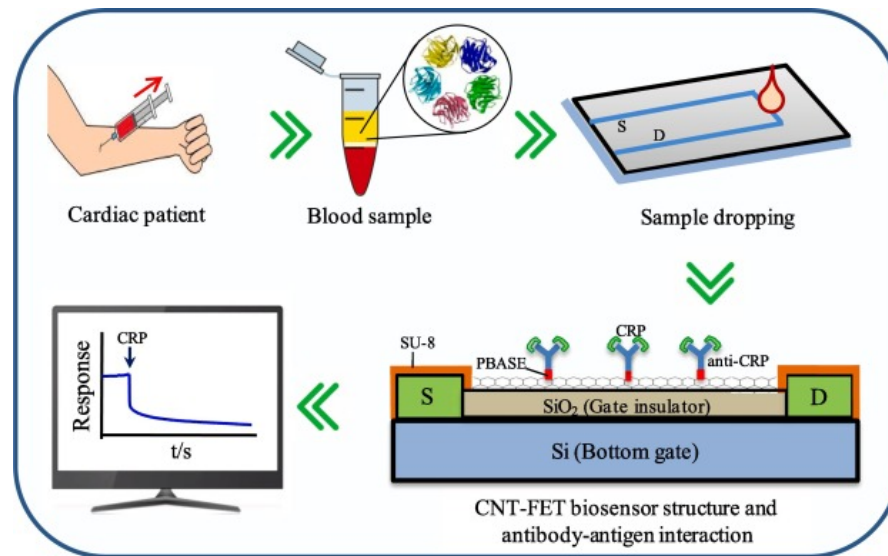 Cardiac patient
Blood sample
S
D
Sample dropping
CRP
Response
t/s
SU-8
PBASE
CRP
anti-CRP
S
SiO₂ (Gate insulator)
D
Si (Bottom gate)
CNT-FET biosensor structure and
antibody-antigen interaction